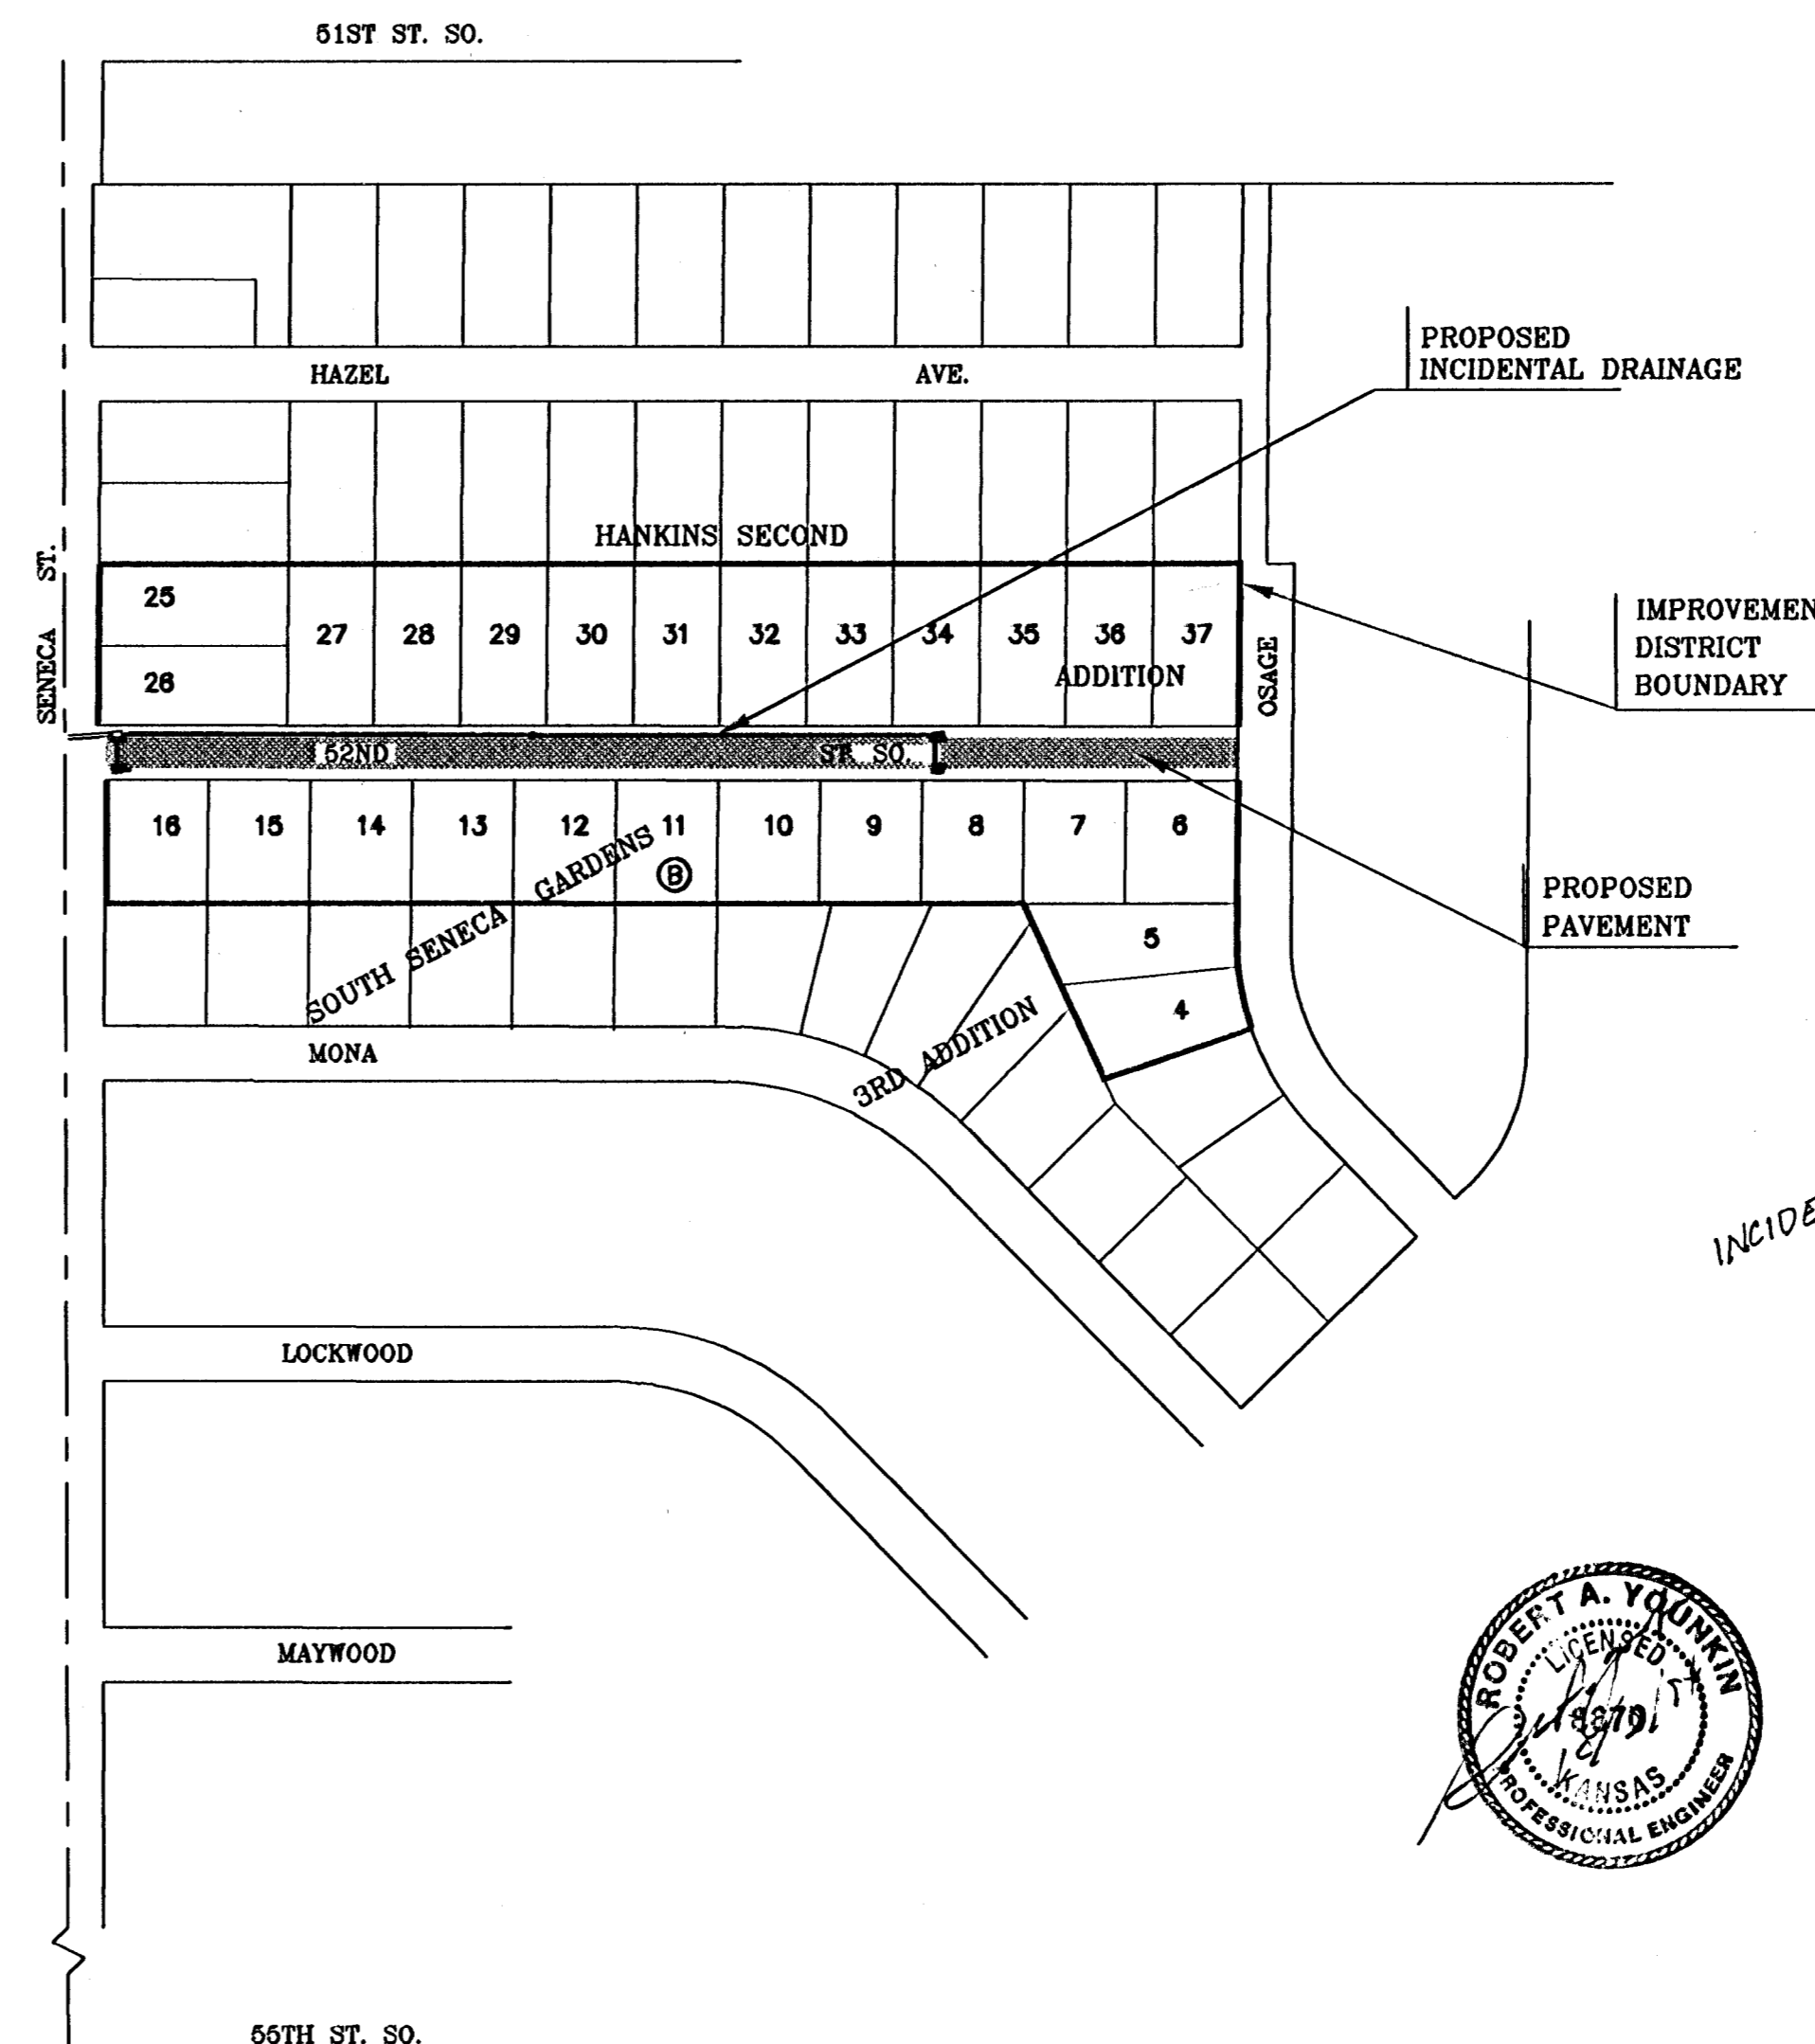 51ST ST. SO.
HAZEL AVE.
PROPOSED
INCIDENTAL DRAINAGE
HANKINS SECOND
ADDITION
SENECA ST.
25
26
27 28 29 30 31 32 33 34 35 36 37
OSAGE
IMPROVEMEN
DISTRICT
BOUNDARY
52ND ST. SO.
16 15 14 13 12 11 10 9 8 7 6
B
5
4
PROPOSED
PAVEMENT
SOUTH SENECA GARDENS
3RD ADDITION
MONA
INCIDE
LOCKWOOD
MAYWOOD
ROBERT A. YOUNKIN
LICENSED
KANSAS
PROFESSIONAL ENGINEER
55TH ST. SO.